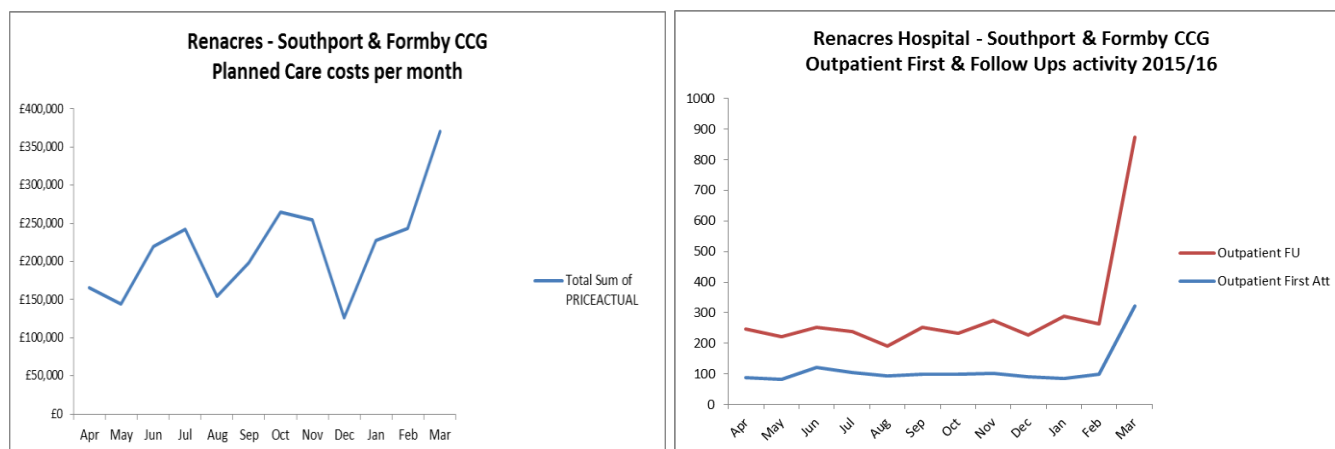 Renacres - Southport & Formby CCG
Planned Care costs per month
£400,000
£350,000
£300,000
£250,000
£200,000
£150,000
£100,000
£50,000
£0
Apr May Jun Jul Aug Sep Oct Nov Dec Jan Feb Mar
Total Sum of
PRICEACTUAL
Renacres Hospital - Southport & Formby CCG
Outpatient First & Follow Ups activity 2015/16
1000
900
800
700
600
500
400
300
200
100
0
Apr May Jun Jul Aug Sep Oct Nov Dec Jan Feb Mar
Outpatient FU
Outpatient First Att